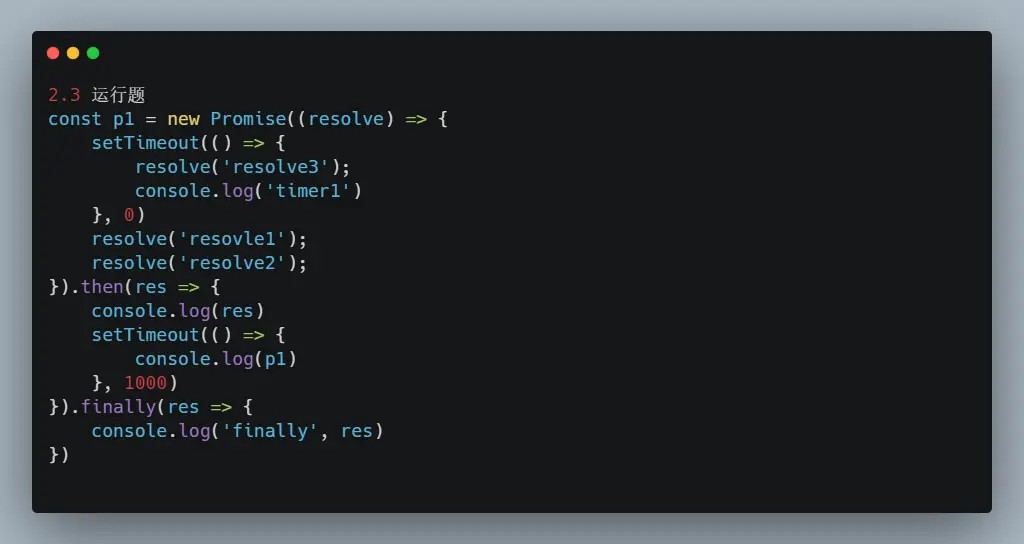 2.3 运行题
const p1 = new Promise((resolve) => {
    setTimeout(() => {
        resolve('resolve3');
        console.log('timer1')
    }, 0)
    resolve('resovle1');
    resolve('resolve2');
}).then(res => {
    console.log(res)
    setTimeout(() => {
        console.log(p1)
    }, 1000)
}).finally(res => {
    console.log('finally', res)
})